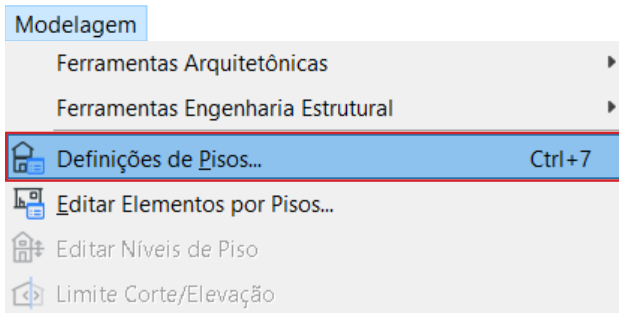 Modelagem
Ferramentas Arquitetônicas
Ferramentas Engenharia Estrutural
Definições de Pisos... Ctrl+7
Editar Elementos por Pisos...
Editar Níveis de Piso
Limite Corte/Elevação